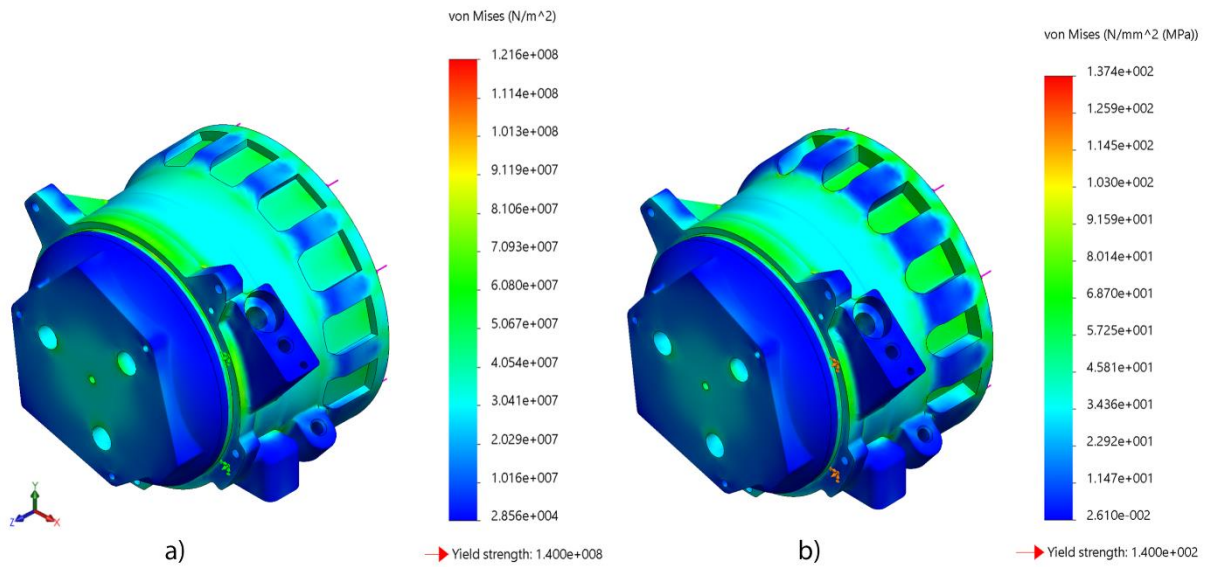 von Mises (N/m^2)
1.216e+008
1.114e+008
1.013e+008
9.119e+007
8.106e+007
7.093e+007
6.080e+007
5.067e+007
4.054e+007
3.041e+007
2.029e+007
1.016e+007
2.856e+004
Yield strength: 1.400e+008
Y
Z
X
a)
von Mises (N/mm^2 (MPa))
1.374e+002
1.259e+002
1.145e+002
1.030e+002
9.159e+001
8.014e+001
6.870e+001
5.725e+001
4.581e+001
3.436e+001
2.292e+001
1.147e+001
2.610e-002
Yield strength: 1.400e+002
b)